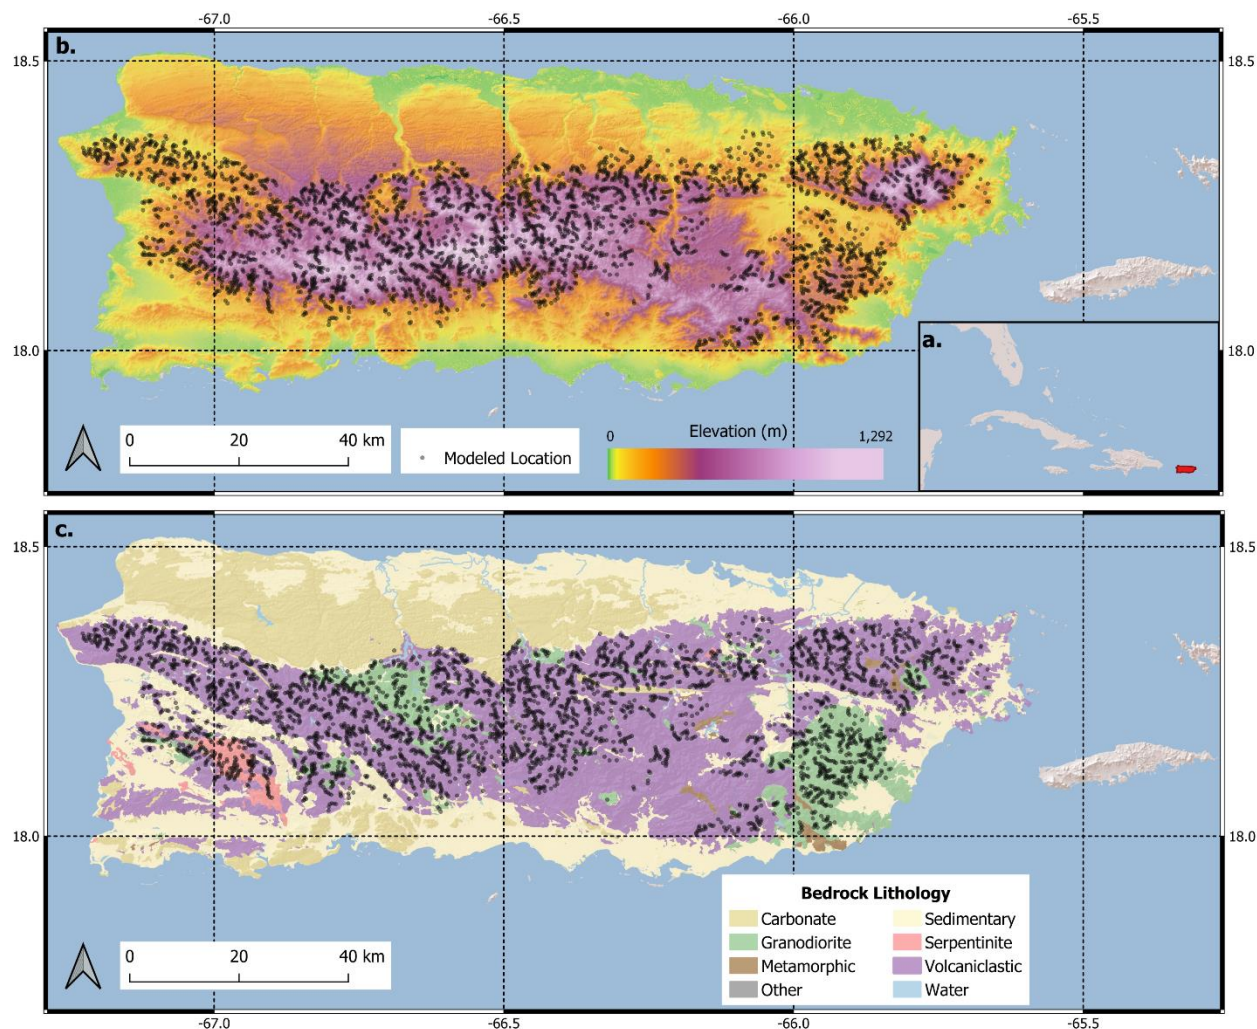 -67.0 -66.5 -66.0 -65.5
b.
18.5 18.5
18.0 18.0
a.
0 20 40 km
Modeled Location
Elevation (m)
0 1,292
c.
18.5 18.5
18.0 18.0
Bedrock Lithology
Carbonate Sedimentary
Granodiorite Serpentinite
Metamorphic Volcaniclastic
Other Water
0 20 40 km
-67.0 -66.5 -66.0 -65.5